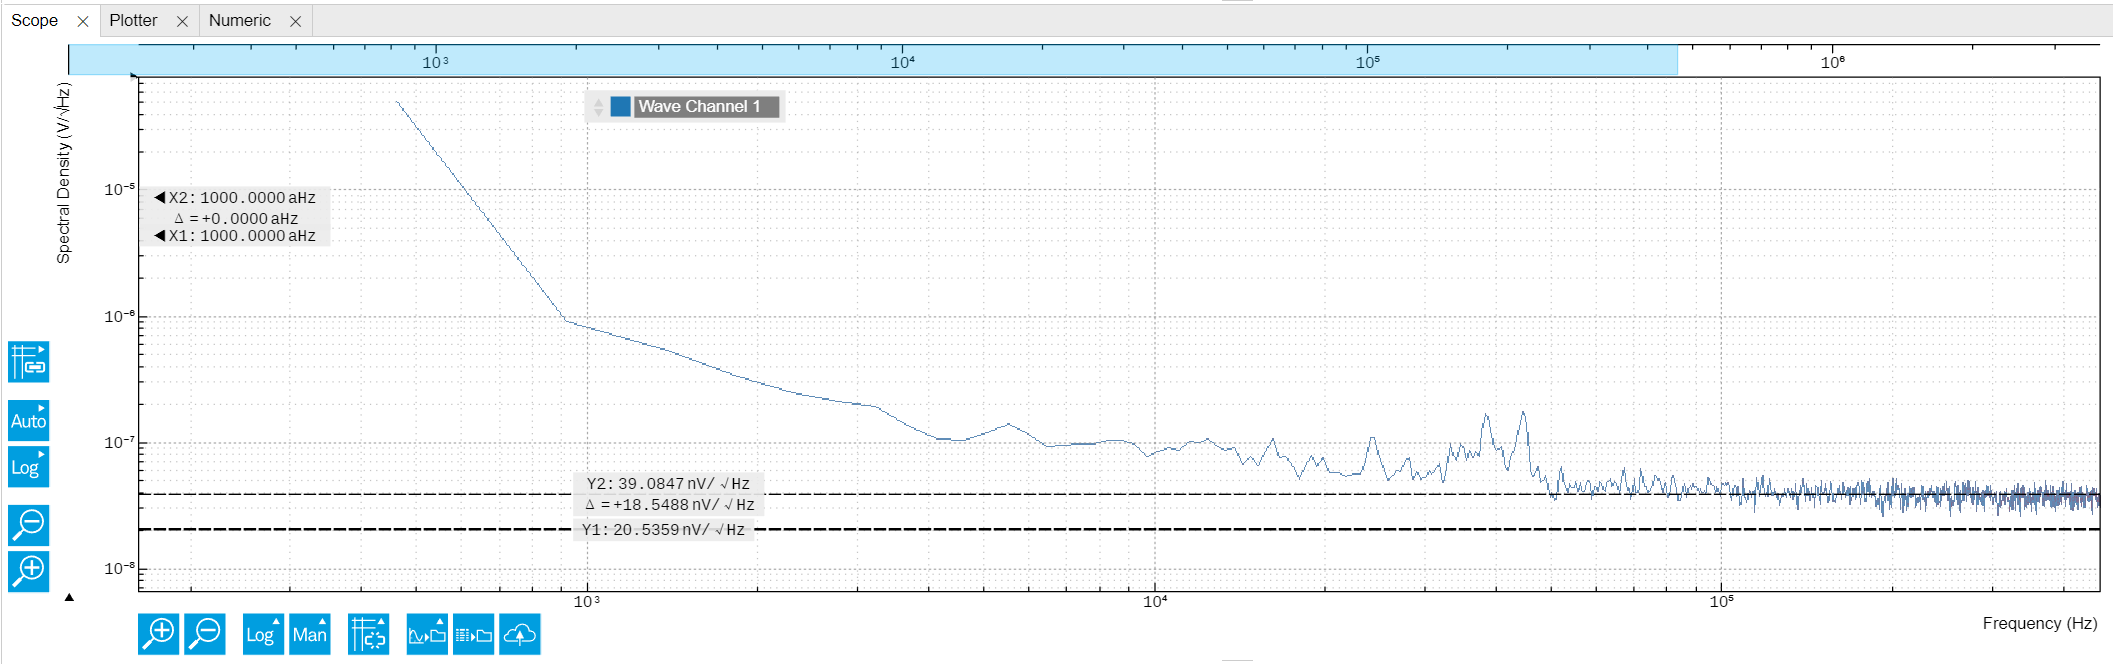 Scope × Plotter × Numeric ×
10³ 10⁴ 10⁵ 10⁶
Spectral Density (V/√Hz)
Wave Channel 1
10⁻⁵
X2: 1000.0000 aHz
Δ = +0.0000 aHz
X1: 1000.0000 aHz
10⁻⁶
Auto
10⁻⁷
Log
Y2: 39.0847 nV/√Hz
Δ = +18.5488 nV/√Hz
Y1: 20.5359 nV/√Hz
10⁻⁸
10³ 10⁴ 10⁵
Frequency (Hz)
Log Man